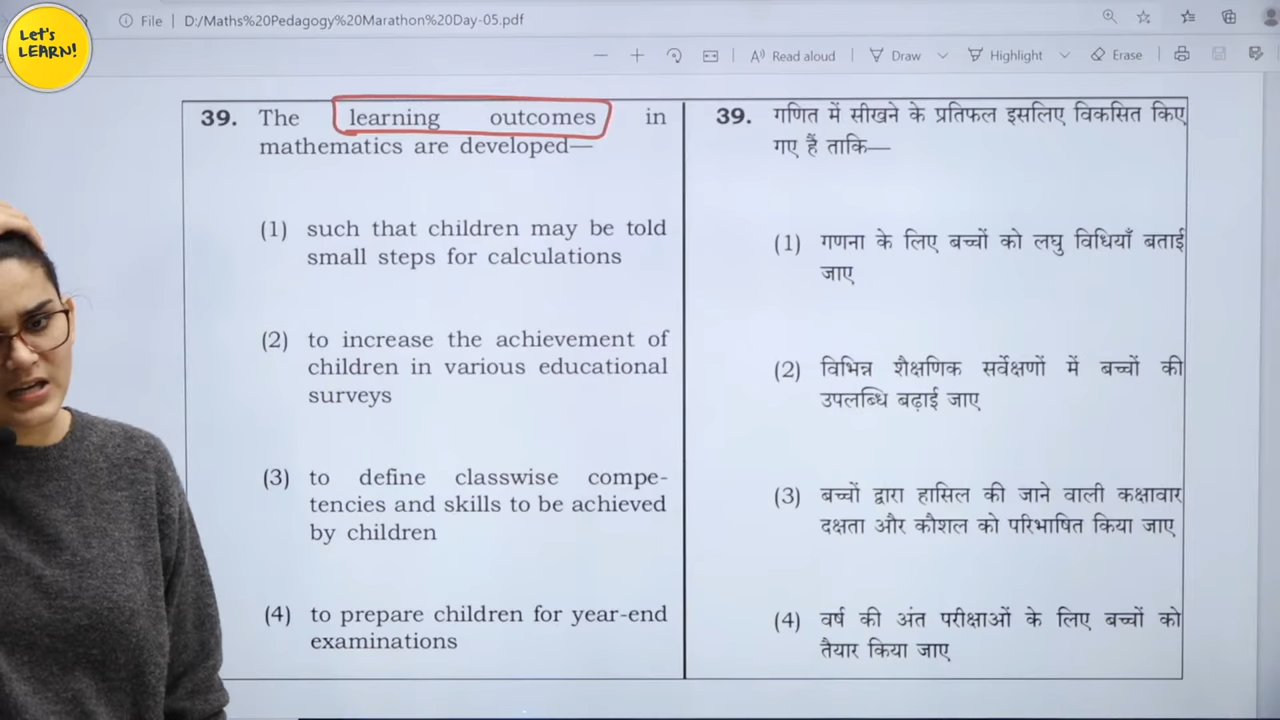 Let's
LEARN!
File | D:/Maths%20Pedagogy%20Marathon%20Day-05.pdf
Read aloud
Draw
Highlight
Erase
39. The learning outcomes in
mathematics are developed—
(1) such that children may be told
small steps for calculations
(2) to increase the achievement of
children in various educational
surveys
(3) to define classwise compe-
tencies and skills to be achieved
by children
(4) to prepare children for year-end
examinations
39. गणित में सीखने के प्रतिफल इसलिए विकसित किए
गए हैं ताकि—
(1) गणना के लिए बच्चों को लघु विधियाँ बताई
जाए
(2) विभिन्न शैक्षणिक सर्वेक्षणों में बच्चों की
उपलब्धि बढ़ाई जाए
(3) बच्चों द्वारा हासिल की जाने वाली कक्षावार
दक्षता और कौशल को परिभाषित किया जाए
(4) वर्ष की अंत परीक्षाओं के लिए बच्चों को
तैयार किया जाए